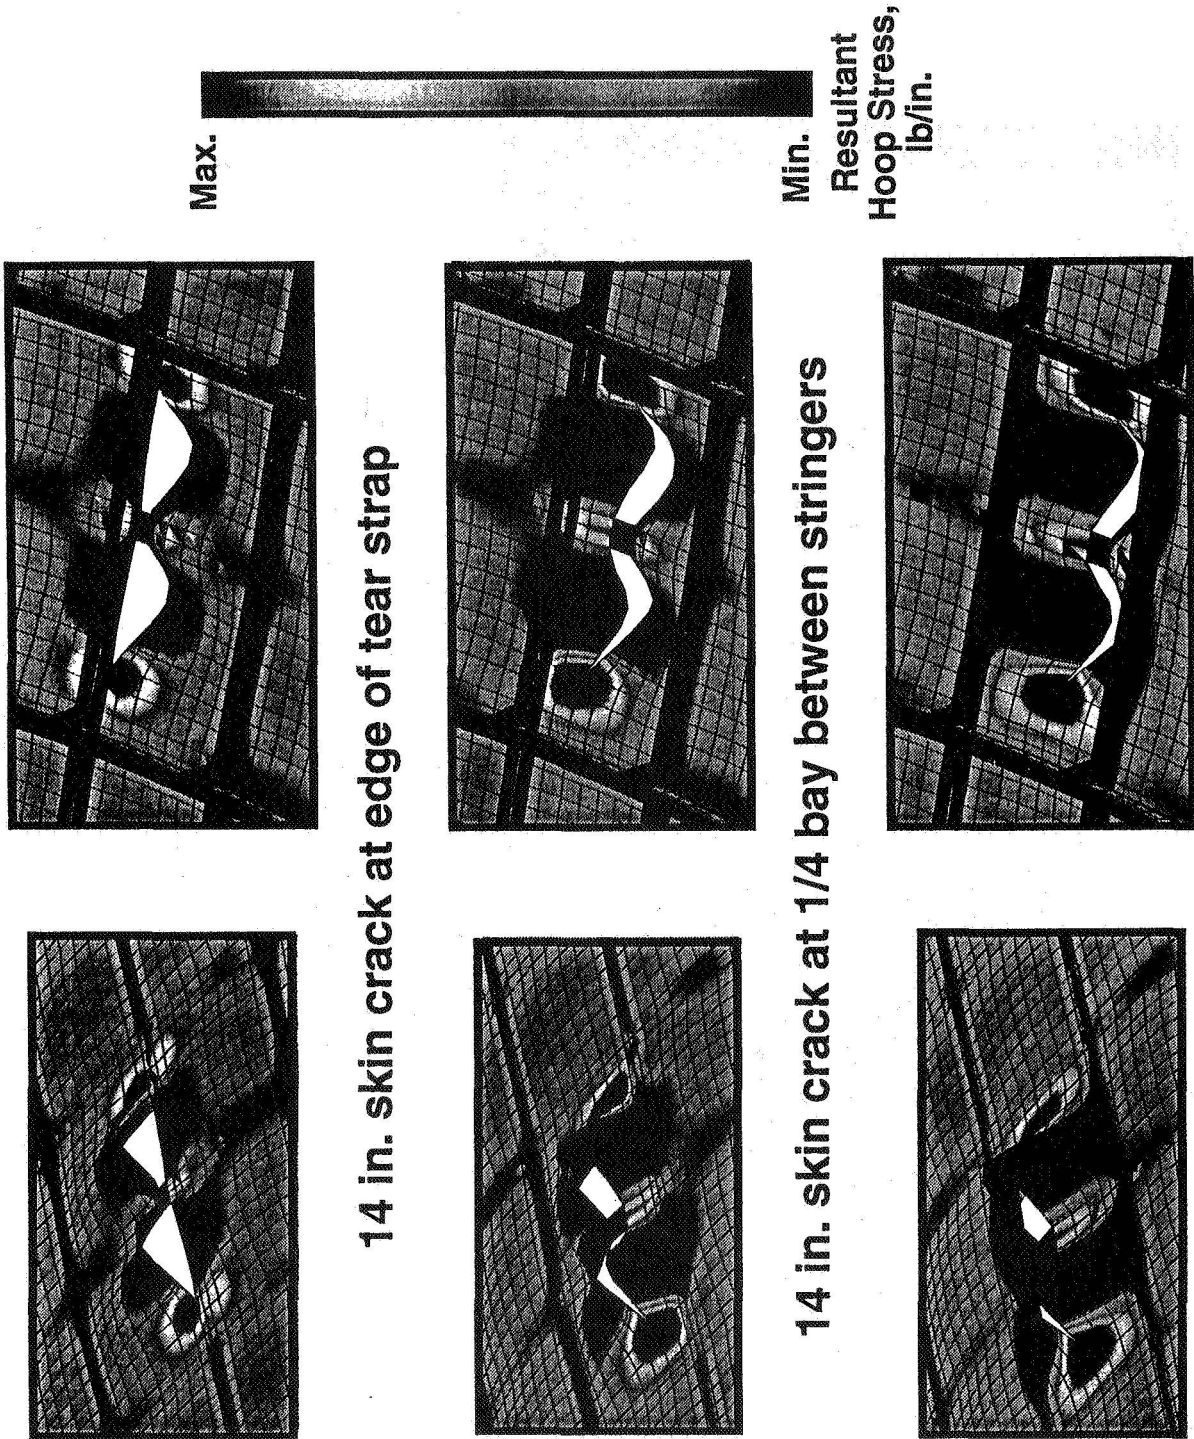 Max.
Min.
Resultant
Hoop Stress,
lb/in.
14 in. skin crack at edge of tear strap
14 in. skin crack at 1/4 bay between stringers